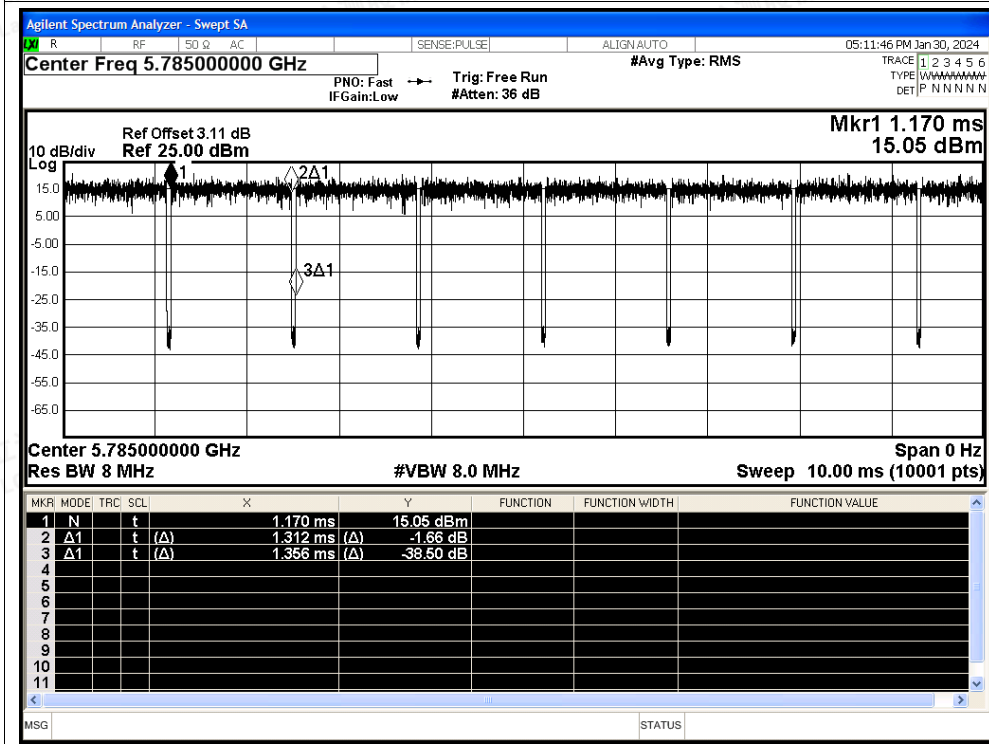 Agilent Spectrum Analyzer - Swept SA
LXI R RF 50 Ω AC SENSE:PULSE ALIGN AUTO 05:11:46 PM Jan 30, 2024
Center Freq 5.785000000 GHz #Avg Type: RMS TRACE 1 2 3 4 5 6
PNO: Fast Trig: Free Run TYPE
IFGain:Low #Atten: 36 dB DET P N N N N N
Mkr1 1.170 ms
Ref Offset 3.11 dB
10 dB/div Ref 25.00 dBm 15.05 dBm
Log
1 2Δ1
15.0
5.00
-5.00
-15.0 3Δ1
-25.0
-35.0
-45.0
-55.0
-65.0
Center 5.785000000 GHz Span 0 Hz
Res BW 8 MHz #VBW 8.0 MHz Sweep 10.00 ms (10001 pts)
MKR MODE TRC SCL X Y FUNCTION FUNCTION WIDTH FUNCTION VALUE
1 N t 1.170 ms 15.05 dBm
2 Δ1 t (Δ) 1.312 ms (Δ) -1.66 dB
3 Δ1 t (Δ) 1.356 ms (Δ) -38.50 dB
4
5
6
7
8
9
10
11
MSG STATUS